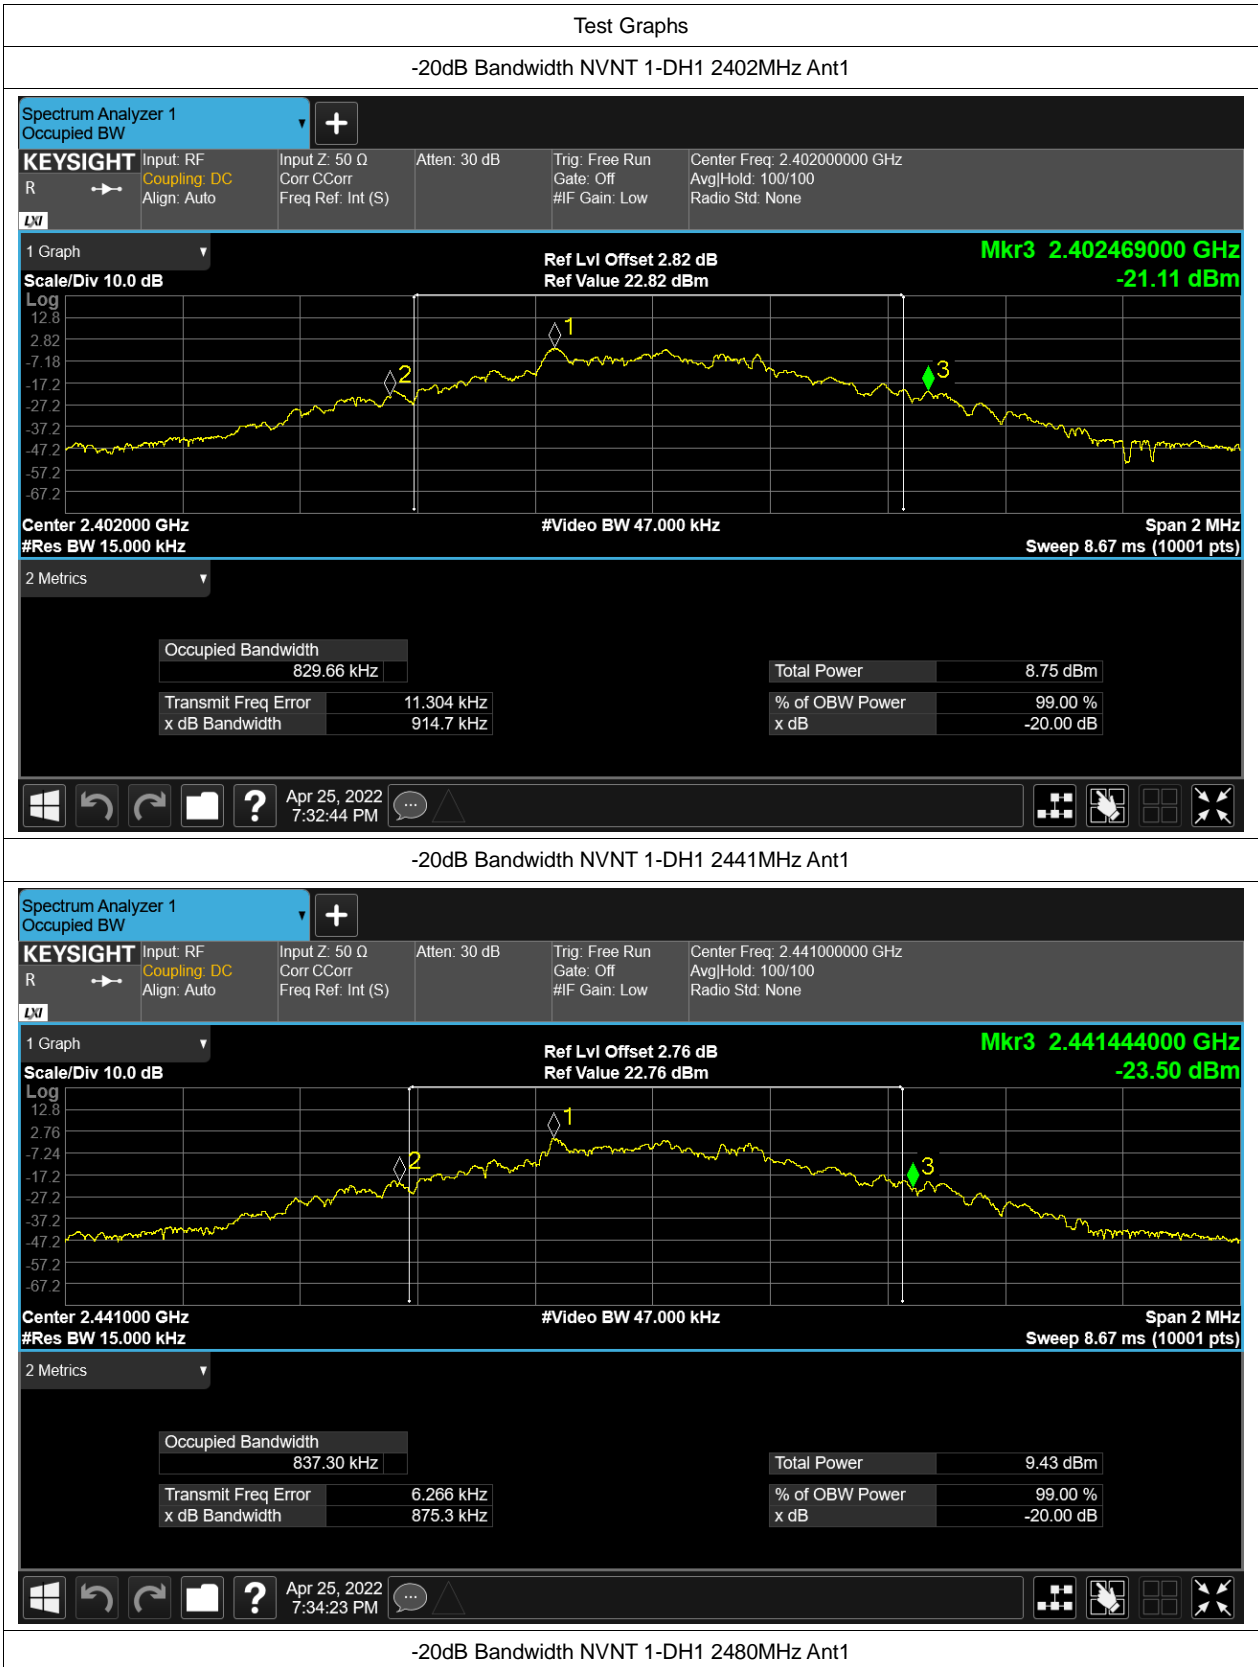 Test Graphs
-20dB Bandwidth NVNT 1-DH1 2402MHz Ant1
Spectrum Analyzer 1
Occupied BW
KEYSIGHT Input: RF Input Z: 50 Ω Atten: 30 dB Trig: Free Run Center Freq: 2.402000000 GHz
R Coupling: DC Corr CCorr Gate: Off Avg|Hold: 100/100
Align: Auto Freq Ref: Int (S) #IF Gain: Low Radio Std: None
LXI
1 Graph Ref Lvl Offset 2.82 dB Mkr3 2.402469000 GHz
Scale/Div 10.0 dB Ref Value 22.82 dBm -21.11 dBm
Log
12.8
2.82
-7.18
-17.2
-27.2
-37.2
-47.2
-57.2
-67.2
1
2
3
Center 2.402000 GHz #Video BW 47.000 kHz Span 2 MHz
#Res BW 15.000 kHz Sweep 8.67 ms (10001 pts)
2 Metrics
Occupied Bandwidth
829.66 kHz Total Power 8.75 dBm
Transmit Freq Error 11.304 kHz % of OBW Power 99.00 %
x dB Bandwidth 914.7 kHz x dB -20.00 dB
Apr 25, 2022
7:32:44 PM
-20dB Bandwidth NVNT 1-DH1 2441MHz Ant1
Spectrum Analyzer 1
Occupied BW
KEYSIGHT Input: RF Input Z: 50 Ω Atten: 30 dB Trig: Free Run Center Freq: 2.441000000 GHz
R Coupling: DC Corr CCorr Gate: Off Avg|Hold: 100/100
Align: Auto Freq Ref: Int (S) #IF Gain: Low Radio Std: None
LXI
1 Graph Ref Lvl Offset 2.76 dB Mkr3 2.441444000 GHz
Scale/Div 10.0 dB Ref Value 22.76 dBm -23.50 dBm
Log
12.8
2.76
-7.24
-17.2
-27.2
-37.2
-47.2
-57.2
-67.2
1
2
3
Center 2.441000 GHz #Video BW 47.000 kHz Span 2 MHz
#Res BW 15.000 kHz Sweep 8.67 ms (10001 pts)
2 Metrics
Occupied Bandwidth
837.30 kHz Total Power 9.43 dBm
Transmit Freq Error 6.266 kHz % of OBW Power 99.00 %
x dB Bandwidth 875.3 kHz x dB -20.00 dB
Apr 25, 2022
7:34:23 PM
-20dB Bandwidth NVNT 1-DH1 2480MHz Ant1